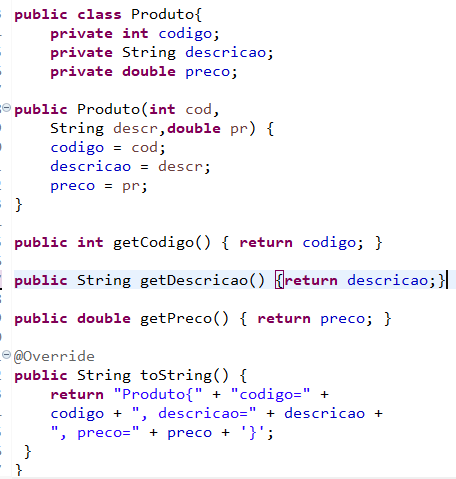 public class Produto{
    private int codigo;
    private String descricao;
    private double preco;

public Produto(int cod,
    String descr,double pr) {
    codigo = cod;
    descricao = descr;
    preco = pr;
}

public int getCodigo() { return codigo; }

public String getDescricao() {return descricao;}

public double getPreco() { return preco; }

@Override
public String toString() {
    return "Produto{" + "codigo=" +
    codigo + ", descricao=" + descricao +
    ", preco=" + preco + '}';
 }
}